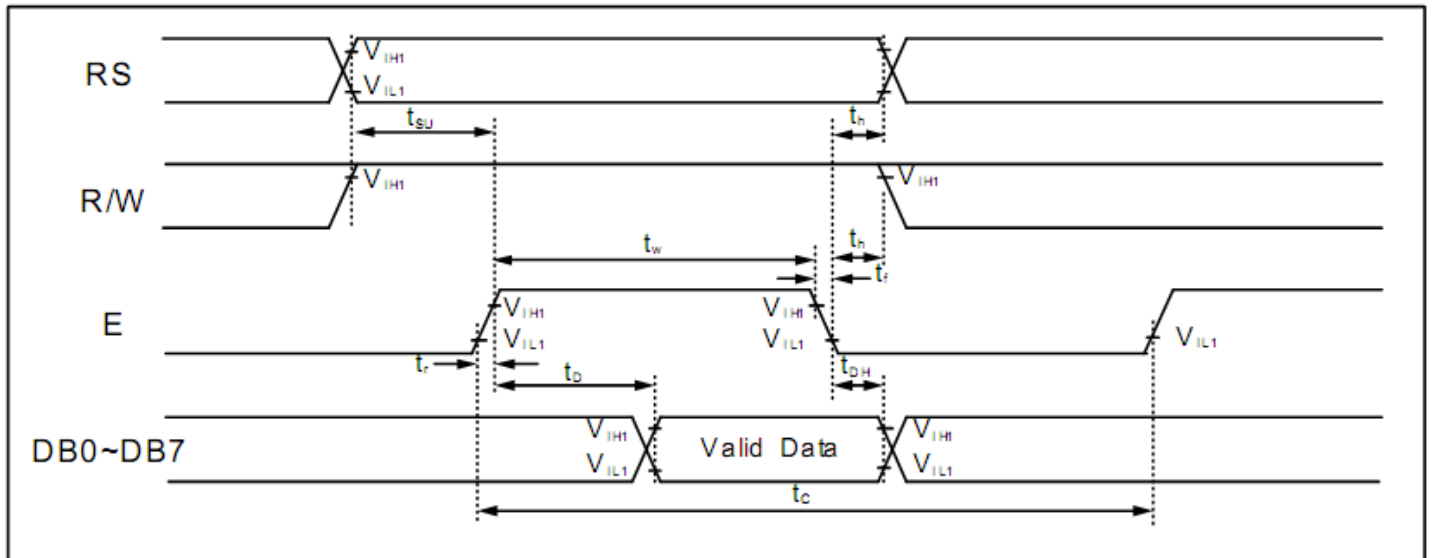 RS
VIH1
VIL1
tSU
th
R/W
VIH1
VIH1
tw
th
tf
E
VIH1
VIH1
VIL1
VIL1
VIL1
tr
tD
tDH
DB0~DB7
VIH1
VIH1
Valid Data
VIL1
VIL1
tC